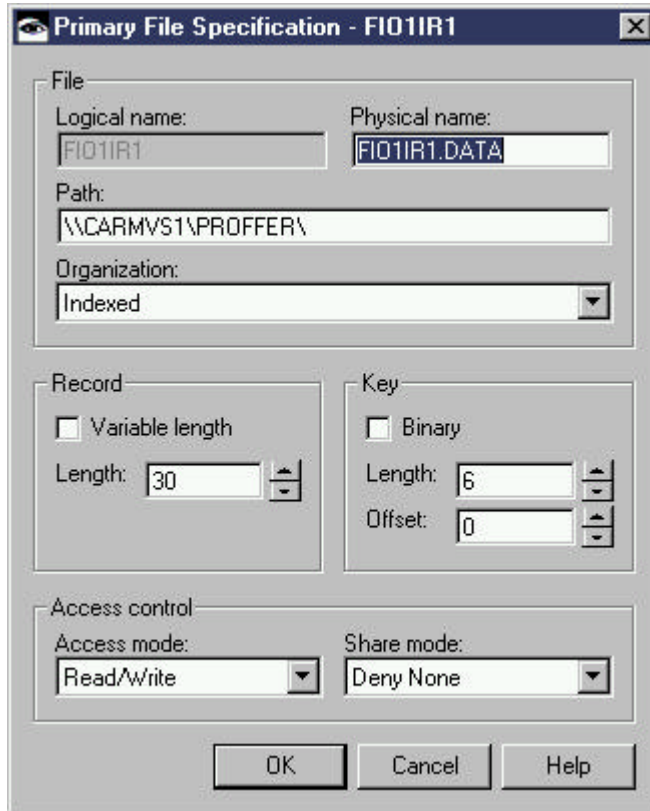 Primary File Specification - FIO1IR1
File
Logical name: Physical name:
FIO1IR1 FIO1IR1.DATA
Path:
\\CARMVS1\PROFFER\
Organization:
Indexed
Record
Variable length
Length: 30
Key
Binary
Length: 6
Offset: 0
Access control
Access mode: Share mode:
Read/Write Deny None
OK Cancel Help